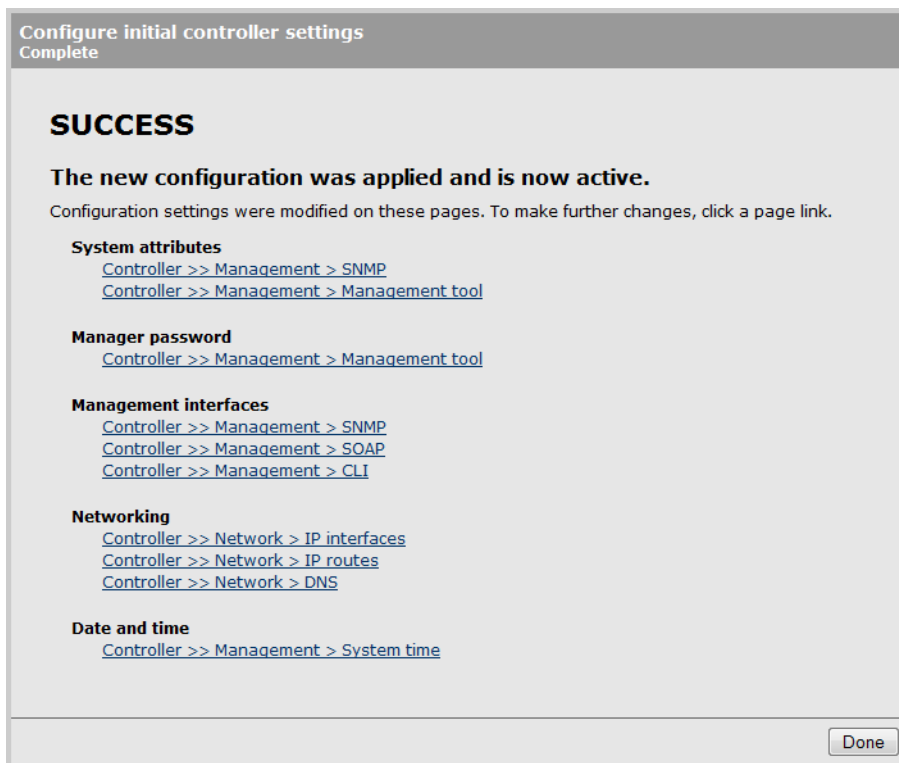 Configure initial controller settings
Complete
SUCCESS
The new configuration was applied and is now active.
Configuration settings were modified on these pages. To make further changes, click a page link.
System attributes
Controller >> Management > SNMP
Controller >> Management > Management tool
Manager password
Controller >> Management > Management tool
Management interfaces
Controller >> Management > SNMP
Controller >> Management > SOAP
Controller >> Management > CLI
Networking
Controller >> Network > IP interfaces
Controller >> Network > IP routes
Controller >> Network > DNS
Date and time
Controller >> Management > System time
Done